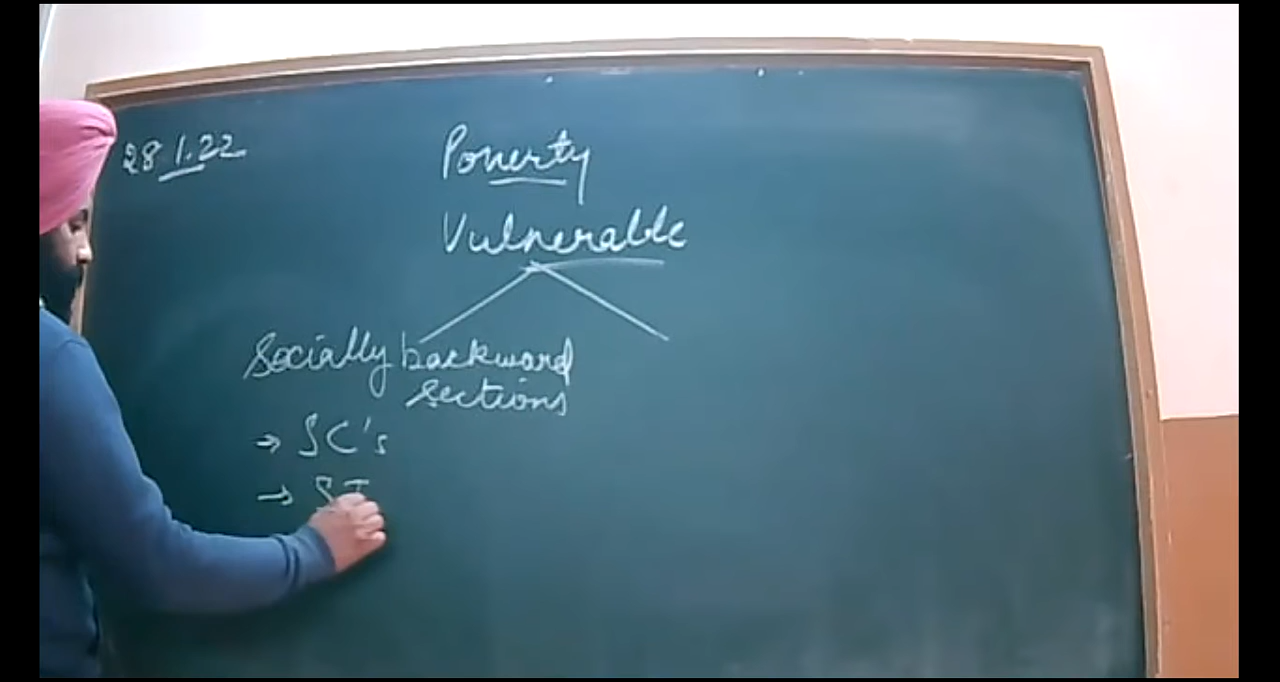 28 1.22
Poverty
Vulnerable
Socially backward
sections
→ SC's
→ ST